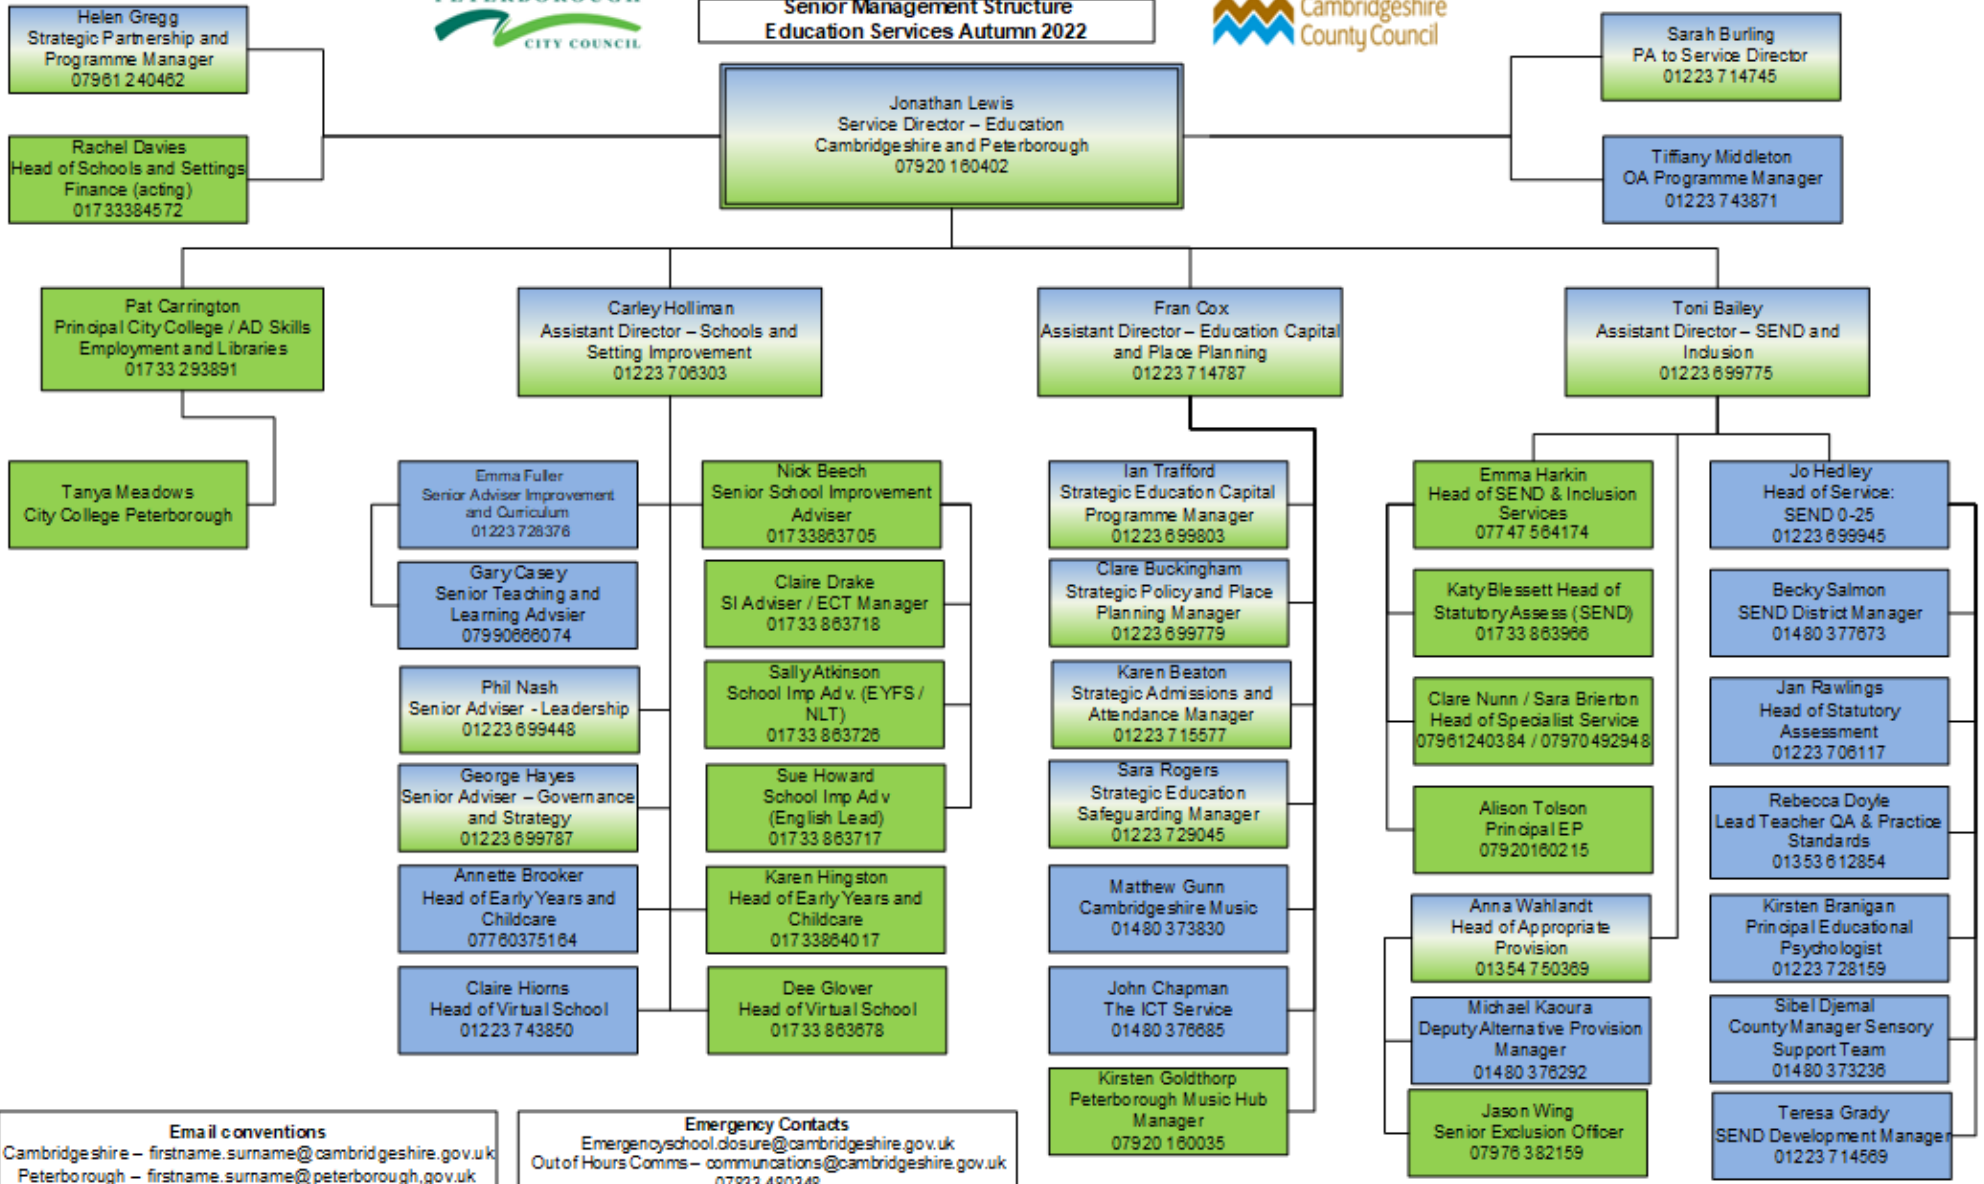 Helen Gregg
Strategic Partnership and
Programme Manager
07961 240462
PETERBOROUGH
CITY COUNCIL
Senior Management Structure
Education Services Autumn 2022
Cambridgeshire
County Council
Sarah Burling
PA to Service Director
01223 714745
Jonathan Lewis
Service Director – Education
Cambridgeshire and Peterborough
07920 160402
Rachel Davies
Head of Schools and Settings
Finance (acting)
01733384572
Tiffiany Middleton
OA Programme Manager
01223 743871
Pat Carrington
Principal City College / AD Skills
Employment and Libraries
01733 293891
Carley Holliman
Assistant Director – Schools and
Setting Improvement
01223 706303
Fran Cox
Assistant Director – Education Capital
and Place Planning
01223 714787
Toni Bailey
Assistant Director – SEND and
Inclusion
01223 699775
Tanya Meadows
City College Peterborough
Emma Fuller
Senior Adviser Improvement
and Curriculum
01223 728376
Gary Casey
Senior Teaching and
Learning Advsier
07990666074
Phil Nash
Senior Adviser - Leadership
01223 699448
George Hayes
Senior Adviser – Governance
and Strategy
01223 699787
Annette Brooker
Head of Early Years and
Childcare
07760375164
Claire Hiorns
Head of Virtual School
01223 743850
Nick Beech
Senior School Improvement
Adviser
01733863705
Claire Drake
SI Adviser / ECT Manager
01733 863718
Sally Atkinson
School Imp Adv. (EYFS /
NLT)
01733 863726
Sue Howard
School Imp Adv
(English Lead)
01733 863717
Karen Hingston
Head of Early Years and
Childcare
01733864017
Dee Glover
Head of Virtual School
01733 863678
Ian Trafford
Strategic Education Capital
Programme Manager
01223 699803
Clare Buckingham
Strategic Policy and Place
Planning Manager
01223 699779
Karen Beaton
Strategic Admissions and
Attendance Manager
01223 715577
Sara Rogers
Strategic Education
Safeguarding Manager
01223 729045
Matthew Gunn
Cambridgeshire Music
01480 373830
John Chapman
The ICT Service
01480 376685
Kirsten Goldthorp
Peterborough Music Hub
Manager
07920 160035
Emma Harkin
Head of SEND & Inclusion
Services
07747 564174
Katy Blessett Head of
Statutory Assess (SEND)
01733 863966
Clare Nunn / Sara Brierton
Head of Specialist Service
07961240384 / 07970492948
Alison Tolson
Principal EP
07920160215
Anna Wahlandt
Head of Appropriate
Provision
01354 750369
Michael Kaoura
Deputy Alternative Provision
Manager
01480 376292
Jason Wing
Senior Exclusion Officer
07976 382159
Jo Hedley
Head of Service:
SEND 0-25
01223 699945
Becky Salmon
SEND District Manager
01480 377673
Jan Rawlings
Head of Statutory
Assessment
01223 706117
Rebecca Doyle
Lead Teacher QA & Practice
Standards
01353 612854
Kirsten Branigan
Principal Educational
Psychologist
01223 728159
Sibel Djemal
County Manager Sensory
Support Team
01480 373236
Teresa Grady
SEND Development Manager
01223 714569
Email conventions
Cambridgeshire – firstname.surname@cambridgeshire.gov.uk
Peterborough – firstname.surname@peterborough.gov.uk
Emergency Contacts
Emergencyschool.closure@cambridgeshire.gov.uk
Out of Hours Comms – communcations@cambridgeshire.gov.uk
07833 480348